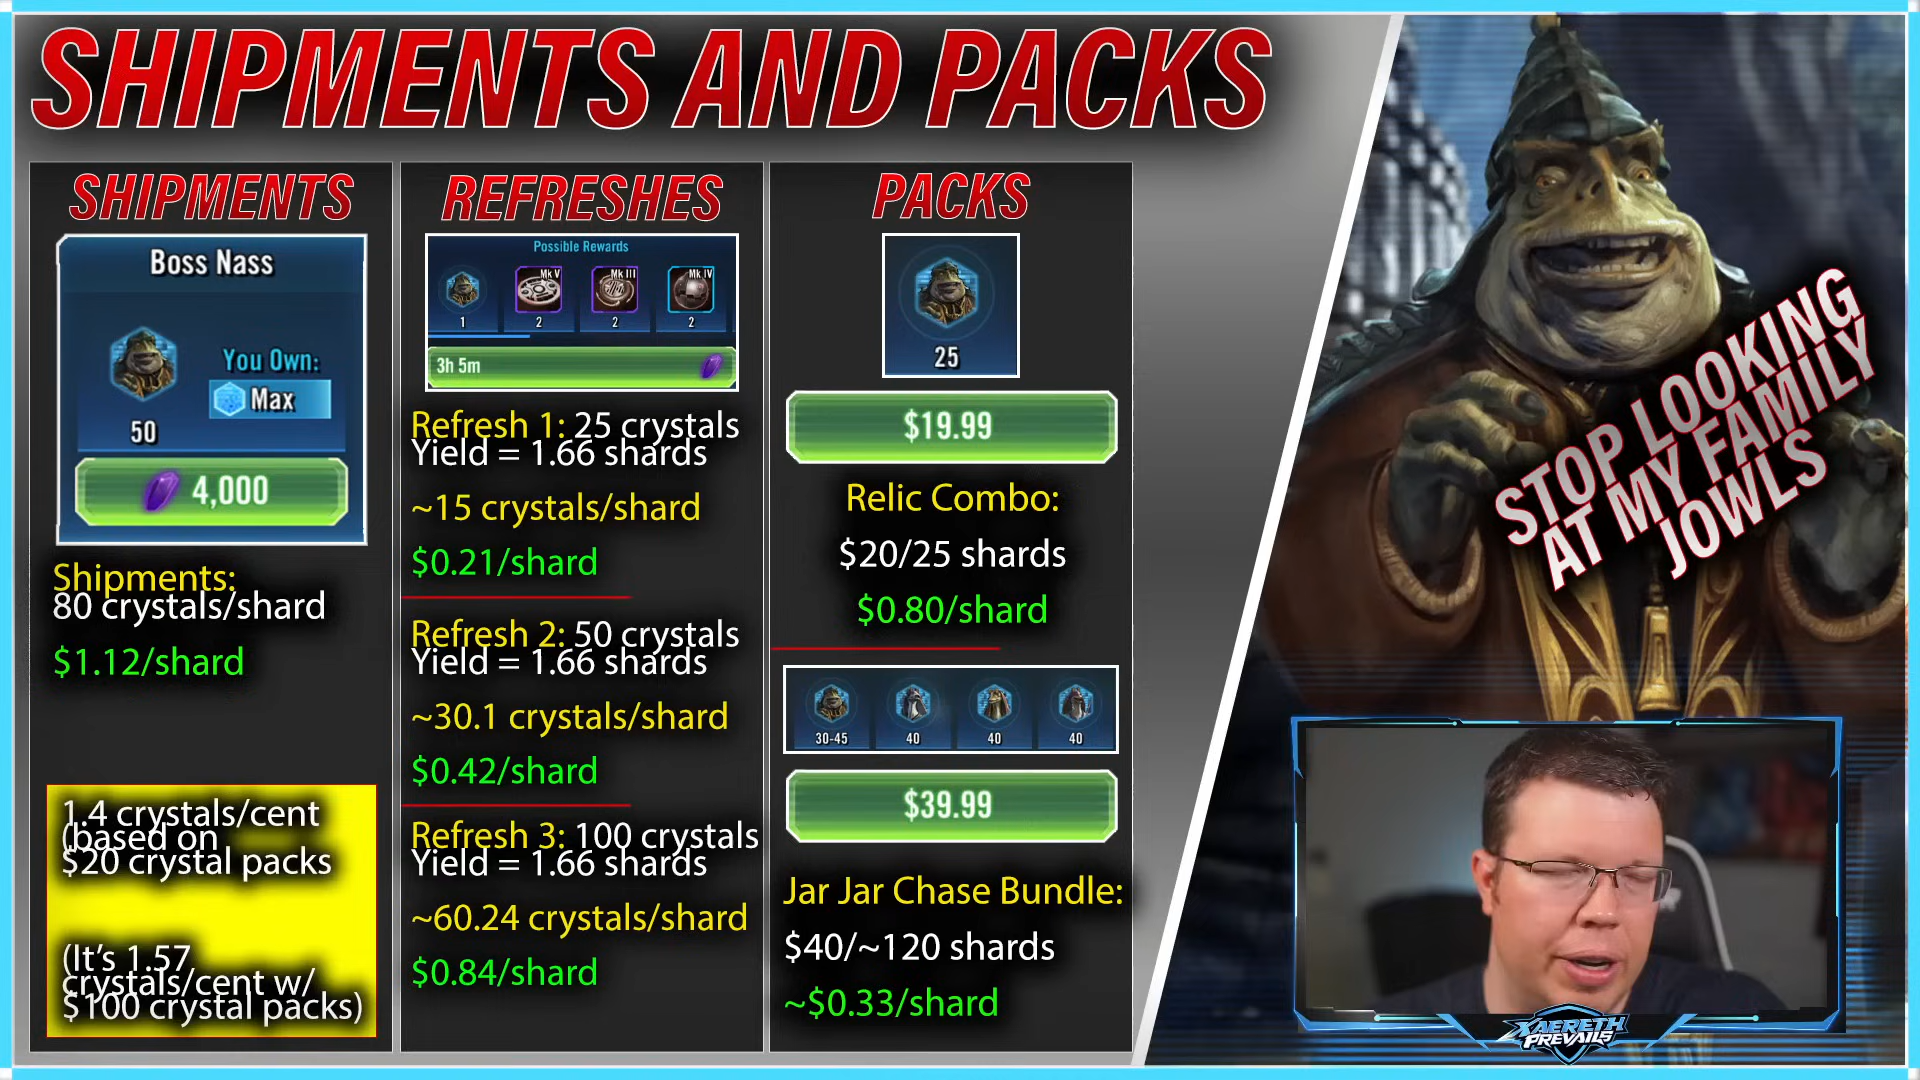 SHIPMENTS AND PACKS
SHIPMENTS
Boss Nass
You Own:
Max
50
4,000
Shipments:
80 crystals/shard
$1.12/shard
1.4 crystals/cent
(based on
$20 crystal packs
(It's 1.57
crystals/cent w/
$100 crystal packs)
REFRESHES
Possible Rewards
Mk V
Mk III
Mk IV
1
2
2
2
3h 5m
Refresh 1: 25 crystals
Yield = 1.66 shards
~15 crystals/shard
$0.21/shard
Refresh 2: 50 crystals
Yield = 1.66 shards
~30.1 crystals/shard
$0.42/shard
Refresh 3: 100 crystals
Yield = 1.66 shards
~60.24 crystals/shard
$0.84/shard
PACKS
25
$19.99
Relic Combo:
$20/25 shards
$0.80/shard
30-45
40
40
40
$39.99
Jar Jar Chase Bundle:
$40/~120 shards
~$0.33/shard
STOP LOOKING
AT MY FAMILY
JOWLS
XAERETH
PREVAILS